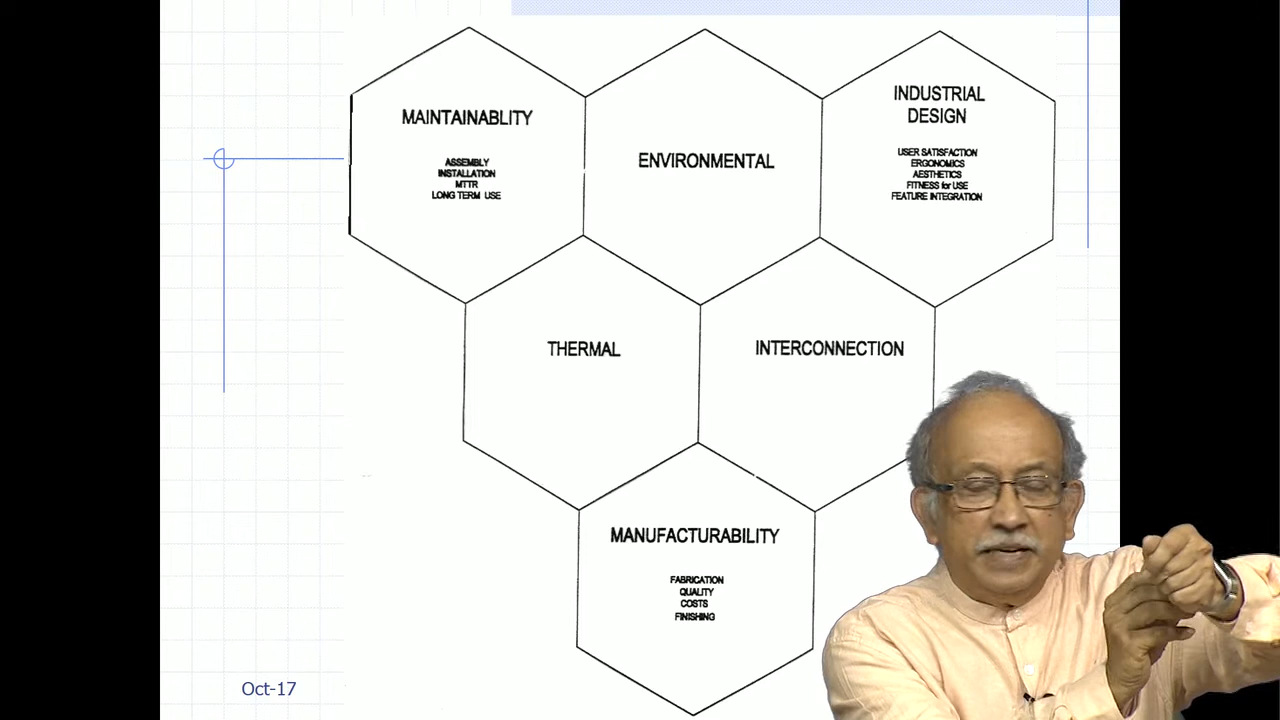 MAINTAINABLITY
ASSEMBLY
INSTALLATION
MTTR
LONG TERM USE
ENVIRONMENTAL
INDUSTRIAL
DESIGN
USER SATISFACTION
ERGONOMICS
AESTHETICS
FITNESS for USE
FEATURE INTEGRATION
THERMAL
INTERCONNECTION
MANUFACTURABILITY
FABRICATION
QUALITY
COSTS
FINISHING
Oct-17